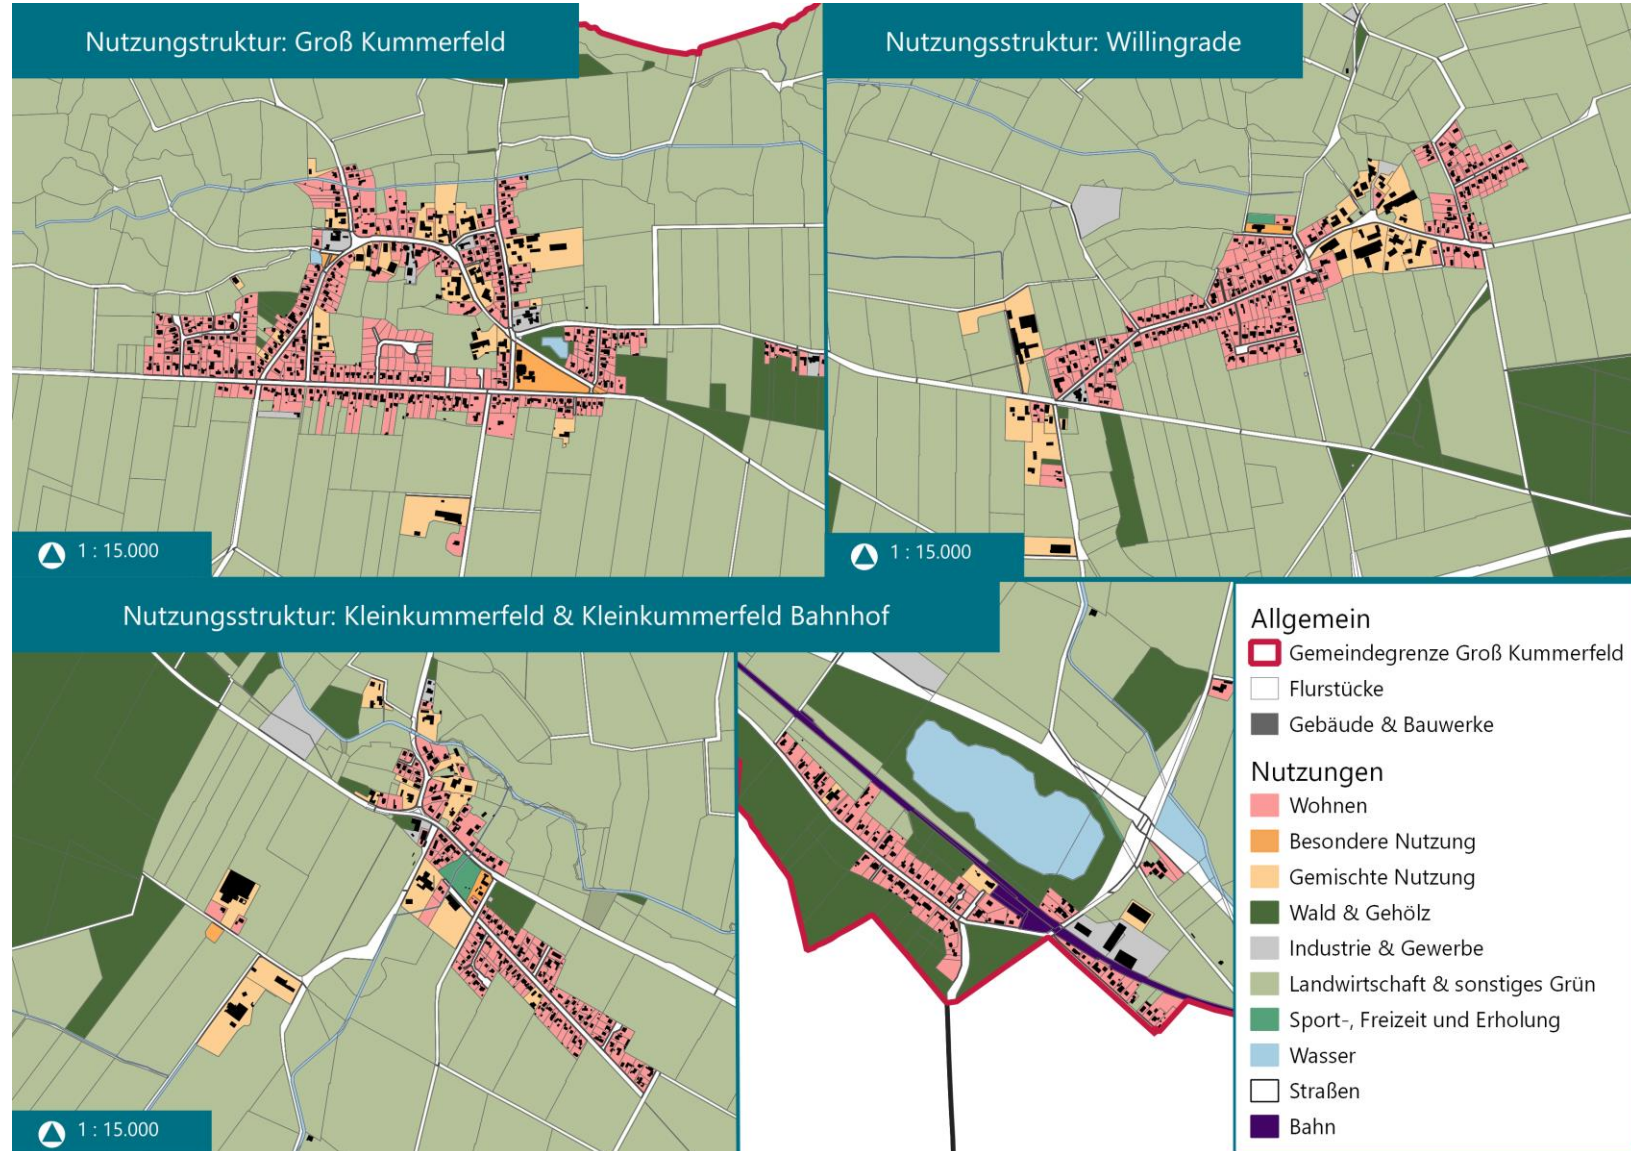 Nutzungstruktur: Groß Kummerfeld
Nutzungsstruktur: Willingrade
1 : 15.000
1 : 15.000
Nutzungsstruktur: Kleinkummerfeld & Kleinkummerfeld Bahnhof
1 : 15.000
Allgemein
Gemeindegrenze Groß Kummerfeld
Flurstücke
Gebäude & Bauwerke
Nutzungen
Wohnen
Besondere Nutzung
Gemischte Nutzung
Wald & Gehölz
Industrie & Gewerbe
Landwirtschaft & sonstiges Grün
Sport-, Freizeit und Erholung
Wasser
Straßen
Bahn